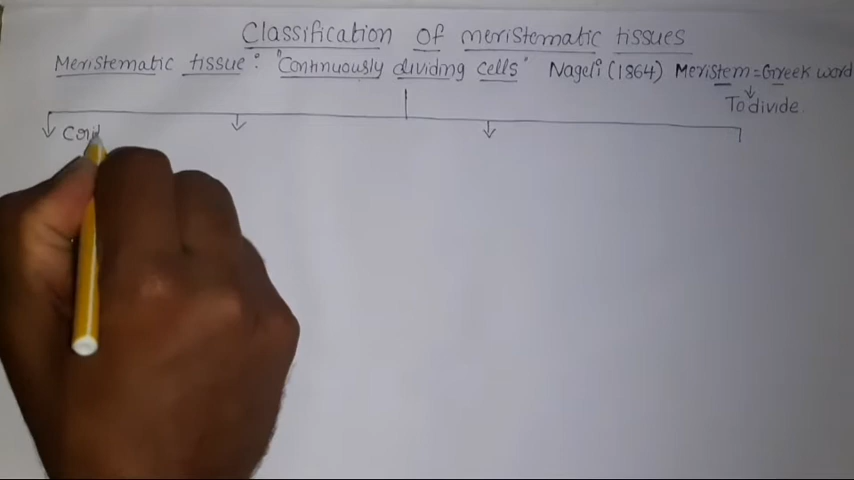 Classification of meristematic tissues
Meristematic tissue: "Continuously dividing cells" Nageli (1864) Meristem = Greek word
To divide